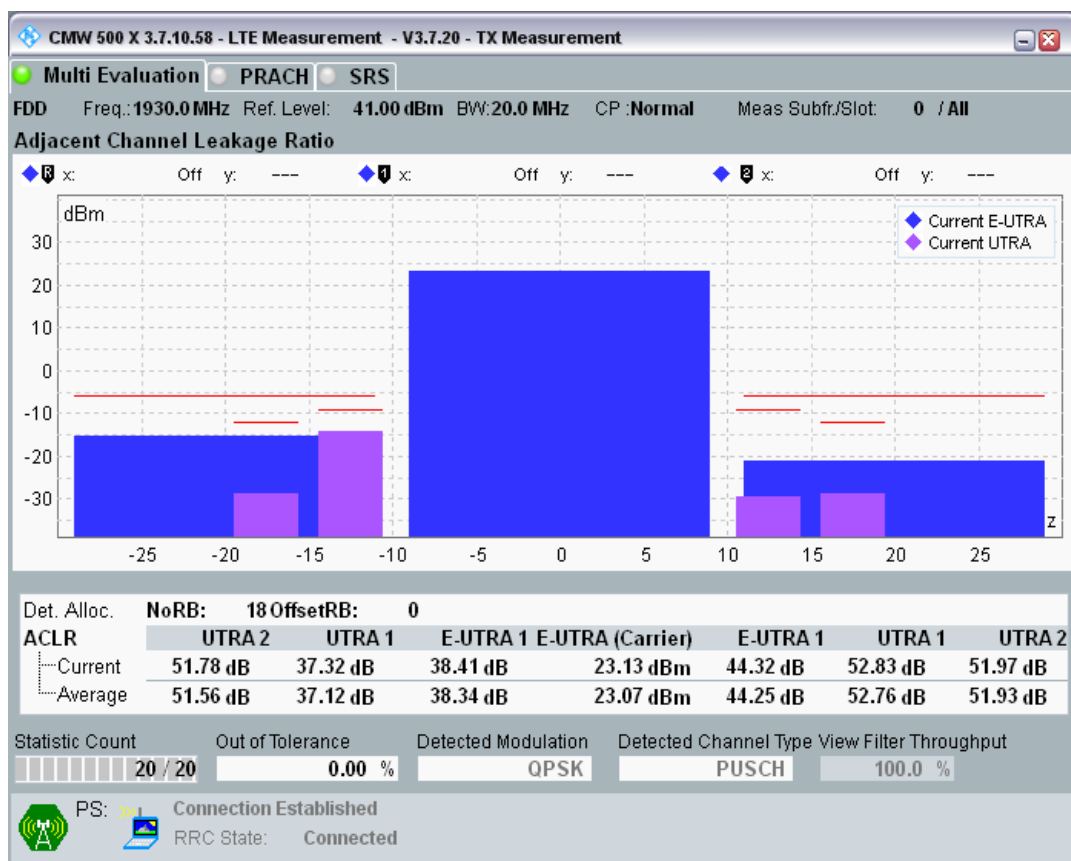 CMW 500 X 3.7.10.58 - LTE Measurement - V3.7.20 - TX Measurement
Multi Evaluation PRACH SRS
FDD Freq.: 1930.0 MHz Ref. Level: 41.00 dBm BW: 20.0 MHz CP : Normal Meas Subfr./Slot: 0 / All
Adjacent Channel Leakage Ratio
R x: Off y: --- 1 x: Off y: --- 2 x: Off y: ---
dBm
Current E-UTRA
Current UTRA
30
20
10
0
-10
-20
-30
z
-25 -20 -15 -10 -5 0 5 10 15 20 25
Det. Alloc. NoRB: 18 OffsetRB: 0
ACLR UTRA 2 UTRA 1 E-UTRA 1 E-UTRA (Carrier) E-UTRA 1 UTRA 1 UTRA 2
Current 51.78 dB 37.32 dB 38.41 dB 23.13 dBm 44.32 dB 52.83 dB 51.97 dB
Average 51.56 dB 37.12 dB 38.34 dB 23.07 dBm 44.25 dB 52.76 dB 51.93 dB
Statistic Count Out of Tolerance Detected Modulation Detected Channel Type View Filter Throughput
20 / 20 0.00 % QPSK PUSCH 100.0 %
PS: Connection Established
RRC State: Connected